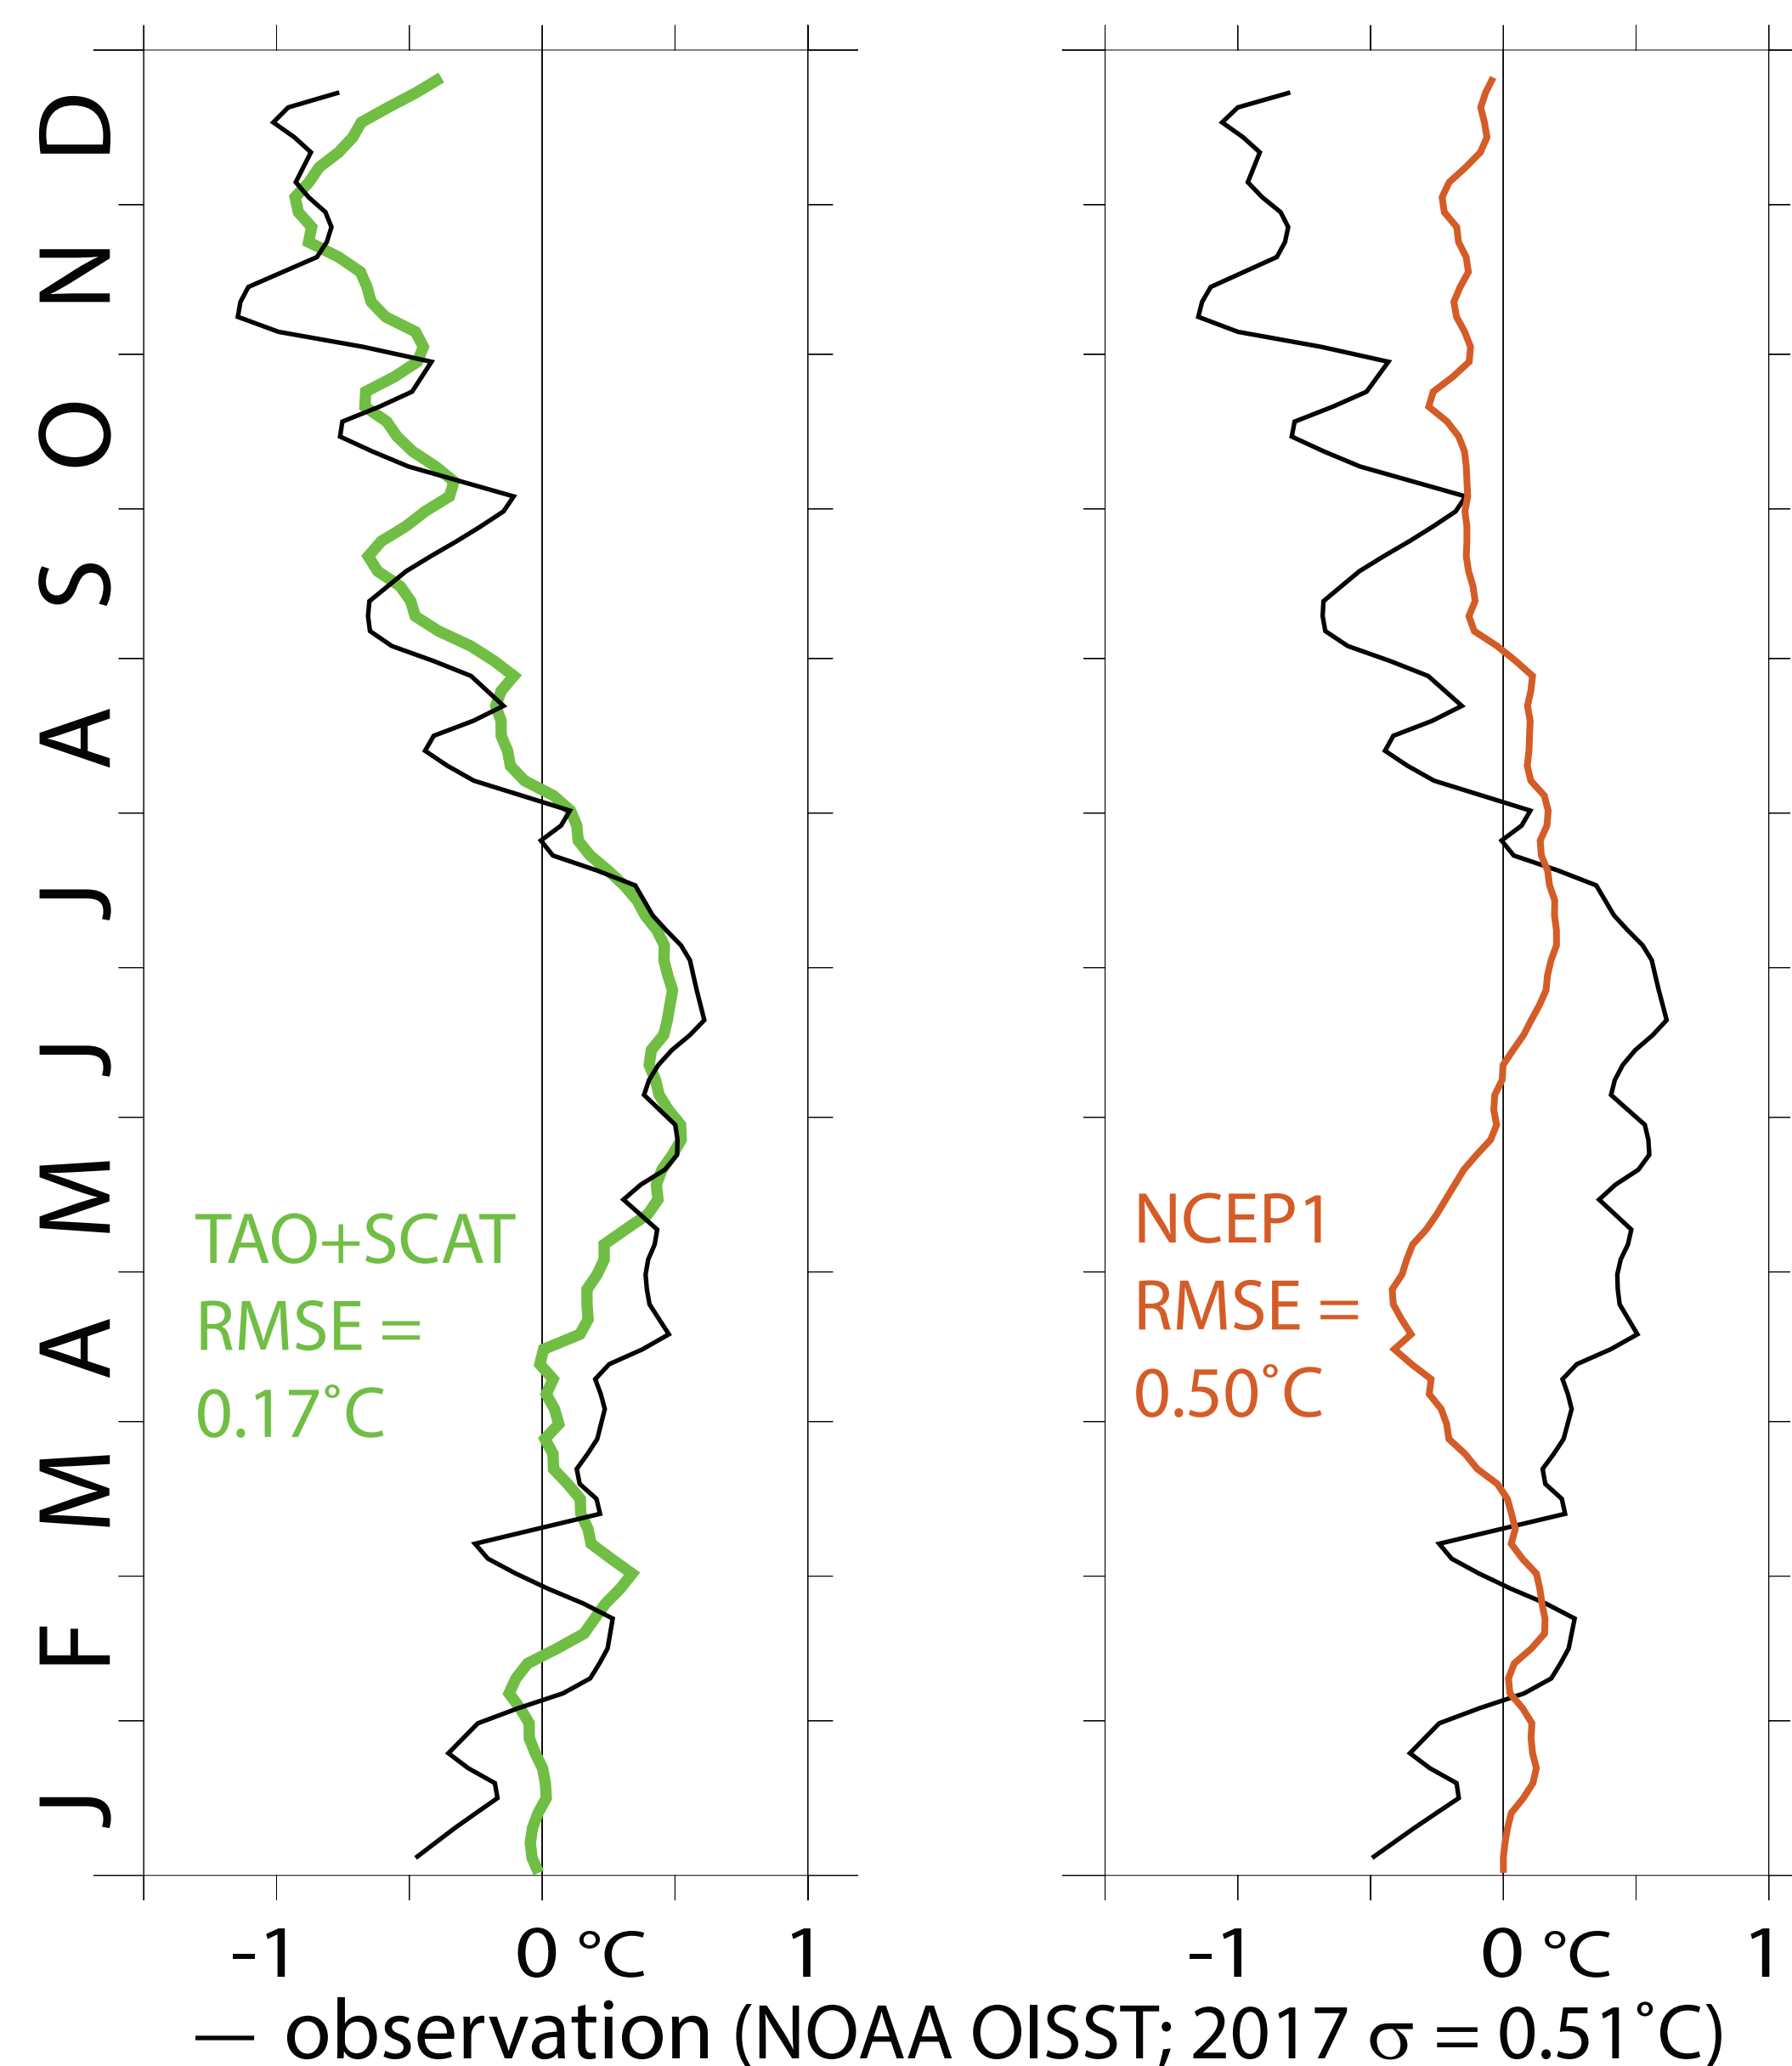 D
N
O
S
A
J
J
M
A
M
F
J
TAO+SCAT
RMSE =
0.17°C
NCEP1
RMSE =
0.50°C
-1 0 °C 1
-1 0 °C 1
— observation (NOAA OISST; 2017 σ = 0.51°C)